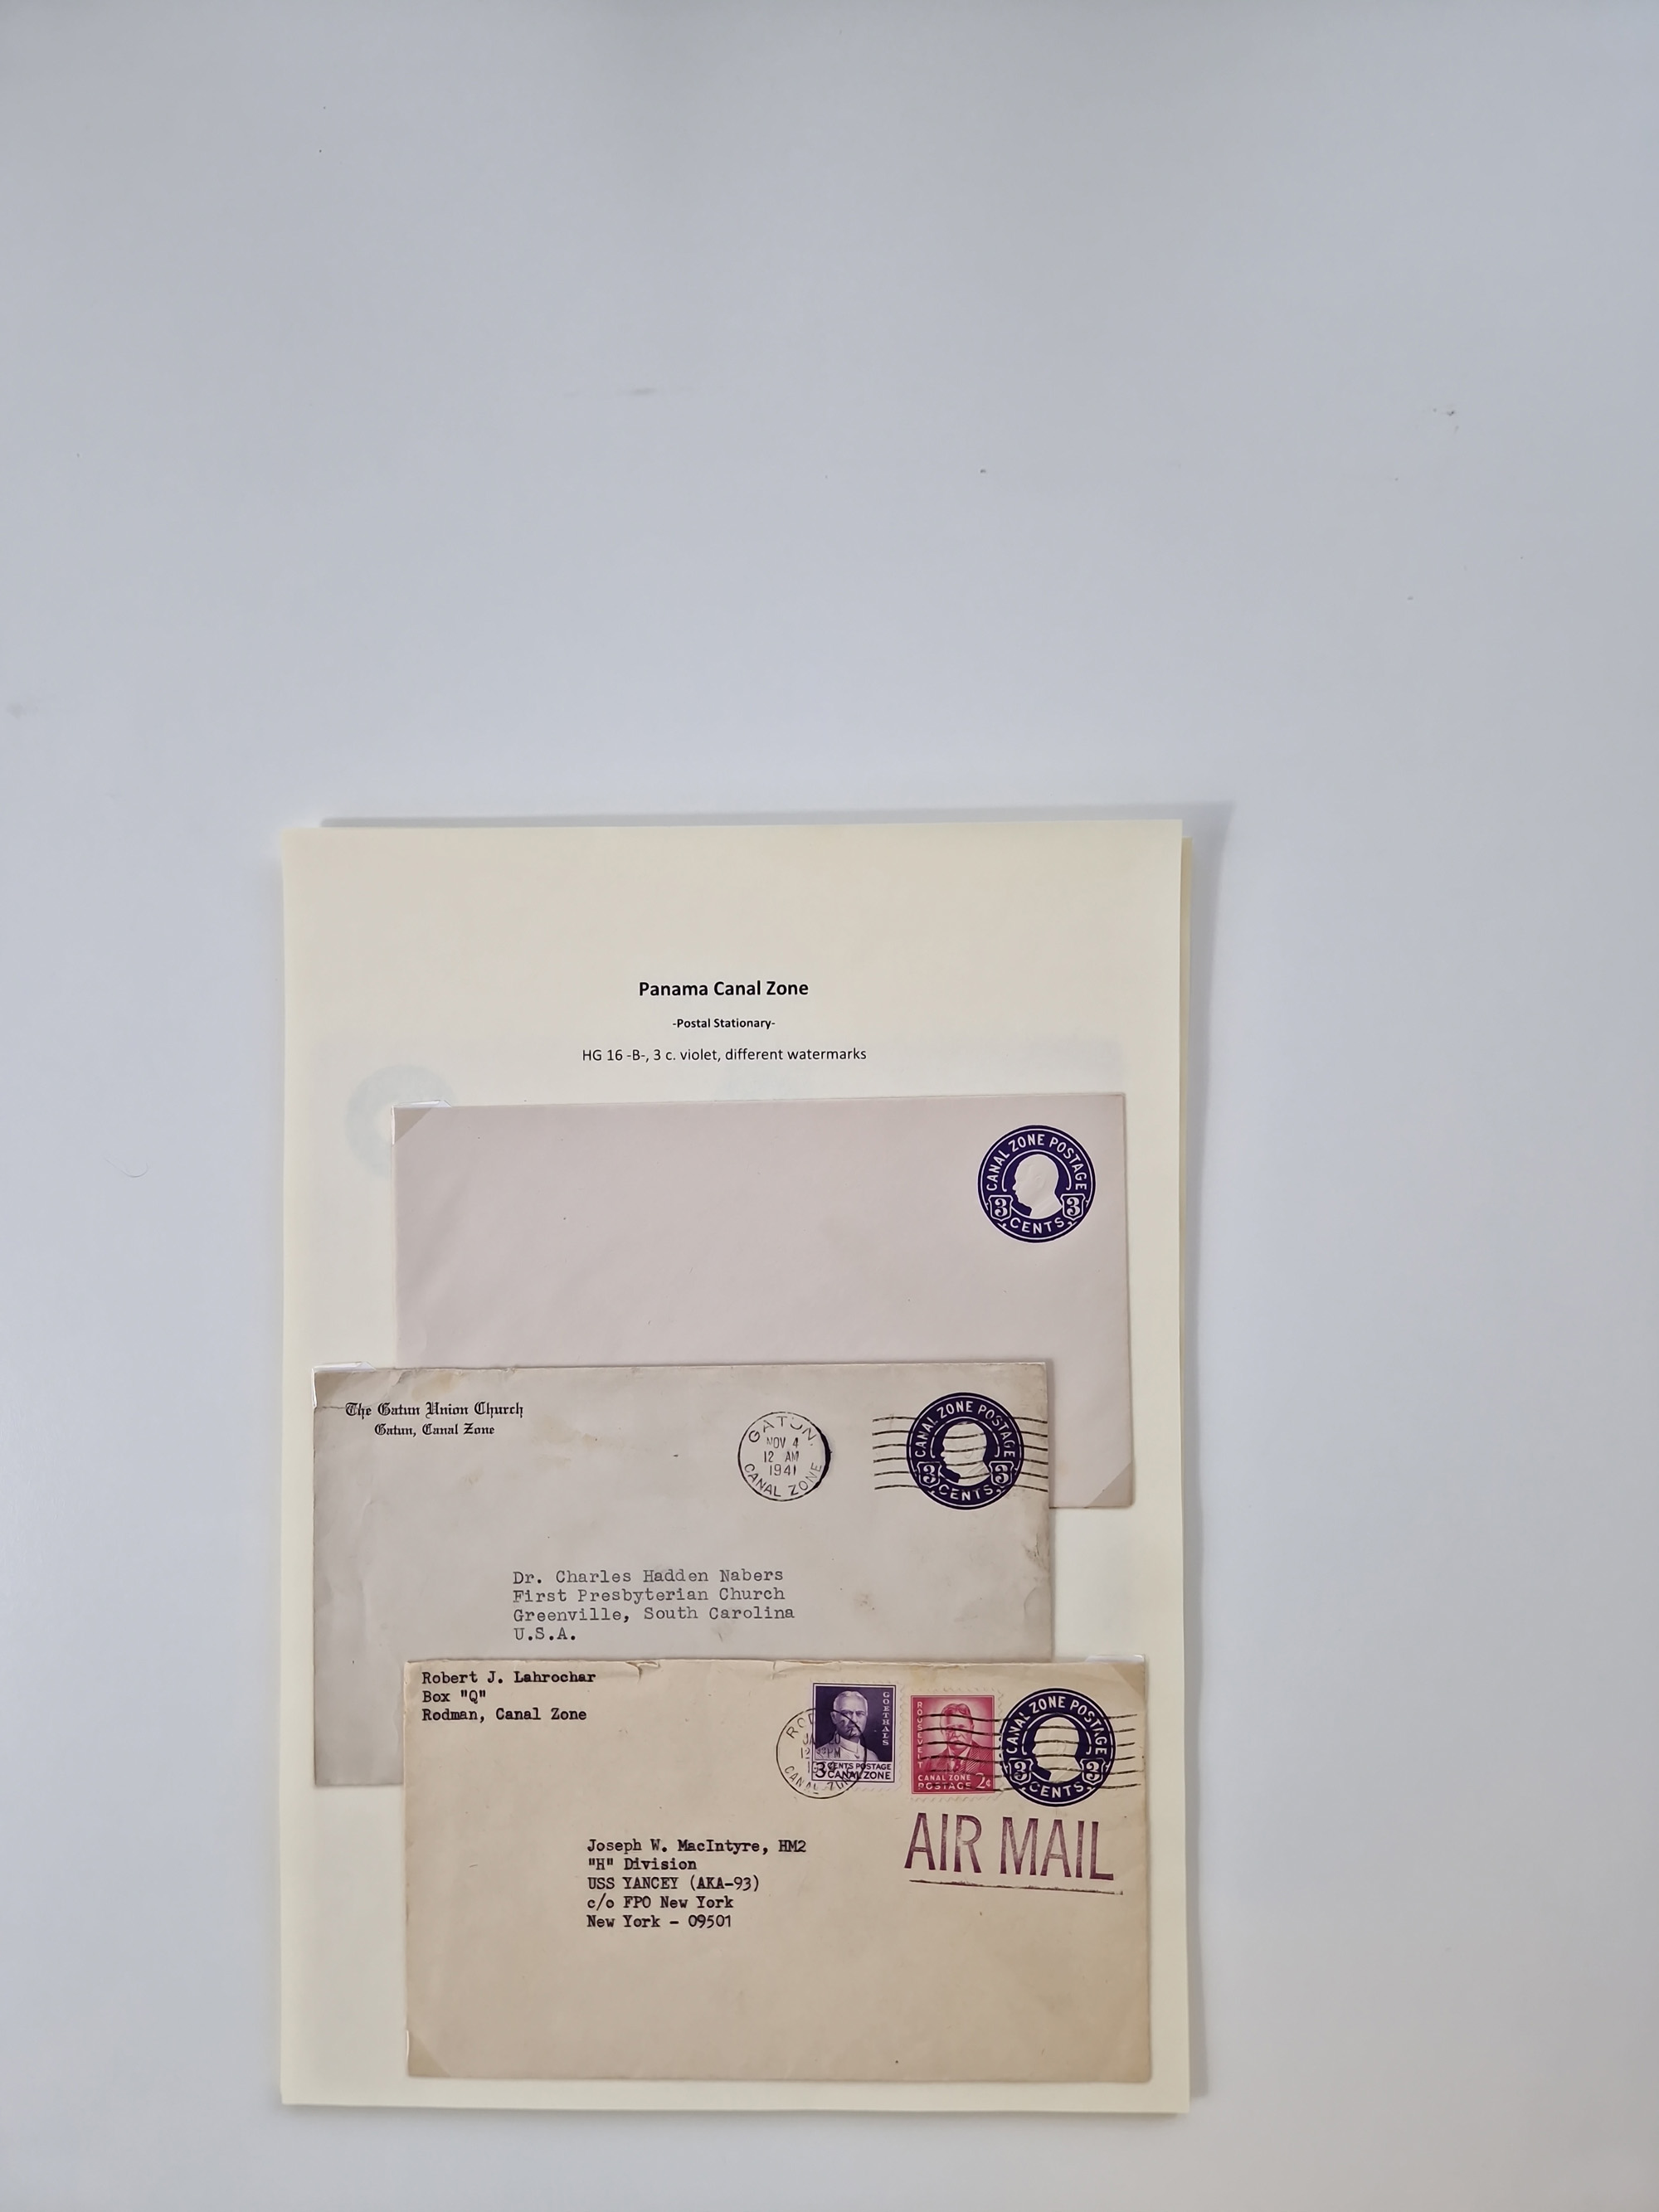 Panama Canal Zone
-Postal Stationary-
HG 16 -B-, 3 c. violet, different watermarks
CANAL ZONE POSTAGE
3 3
CENTS
The Gatun Union Church
Gatun, Canal Zone
GATUN,
NOV 4
12 AM
1941
CANAL ZONE
CANAL ZONE POSTAGE
3 3
CENTS
Dr. Charles Hadden Nabers
First Presbyterian Church
Greenville, South Carolina
U.S.A.
Robert J. Lahrochar
Box "Q"
Rodman, Canal Zone
GOETHALS
3 CENTS POSTAGE
CANAL ZONE
ROOSEVELT
CANAL ZONE
POSTAGE 2¢
CANAL ZONE POSTAGE
3 3
CENTS
CANAL
AIR MAIL
Joseph W. MacIntyre, HM2
"H" Division
USS YANCEY (AKA-93)
c/o FPO New York
New York - 09501